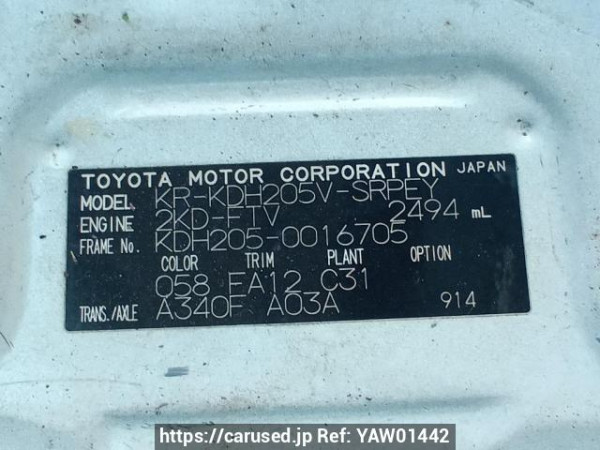 TOYOTA MOTOR CORPORATION JAPAN
MODEL KR-KDH205V-SRPEY
ENGINE 2KD-FTV 2494 mL
FRAME No. KDH205-0016705
COLOR TRIM PLANT OPTION
058 FA12 C31
TRANS./AXLE A340F A03A 914
https://carused.jp Ref: YAW01442